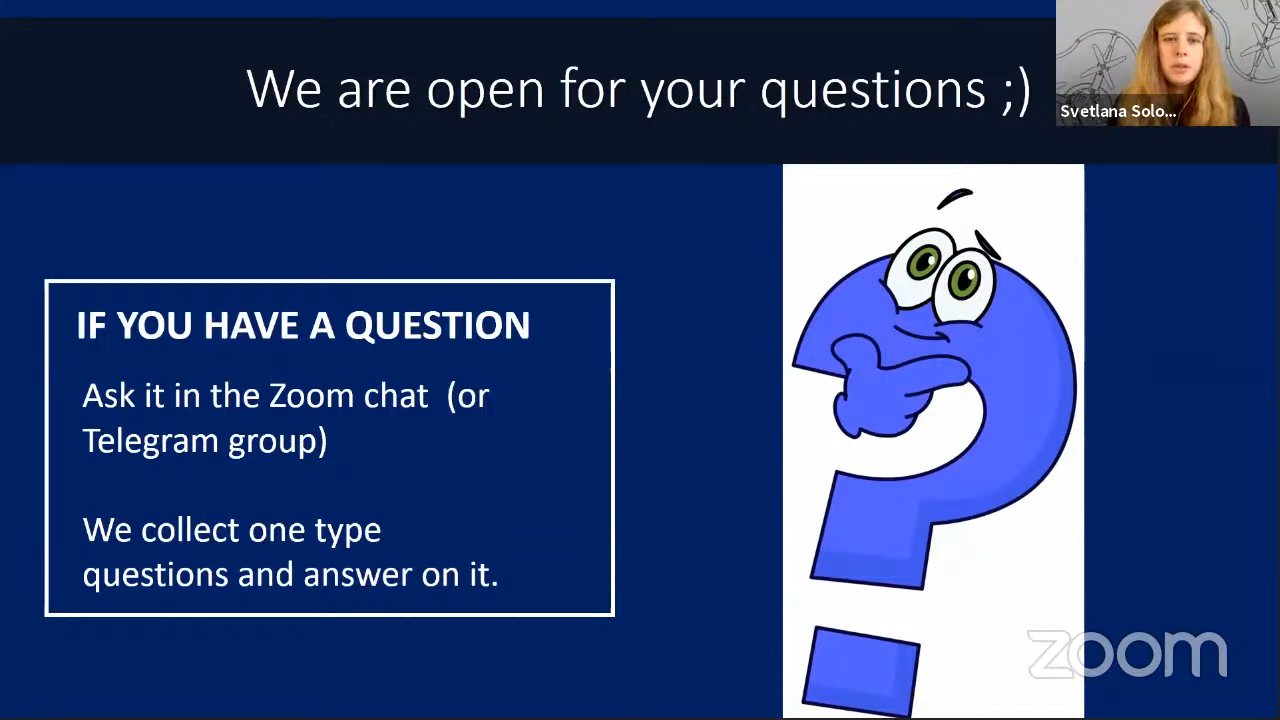 We are open for your questions ;)
Svetlana Solo...
IF YOU HAVE A QUESTION
Ask it in the Zoom chat (or
Telegram group)
We collect one type
questions and answer on it.
zoom